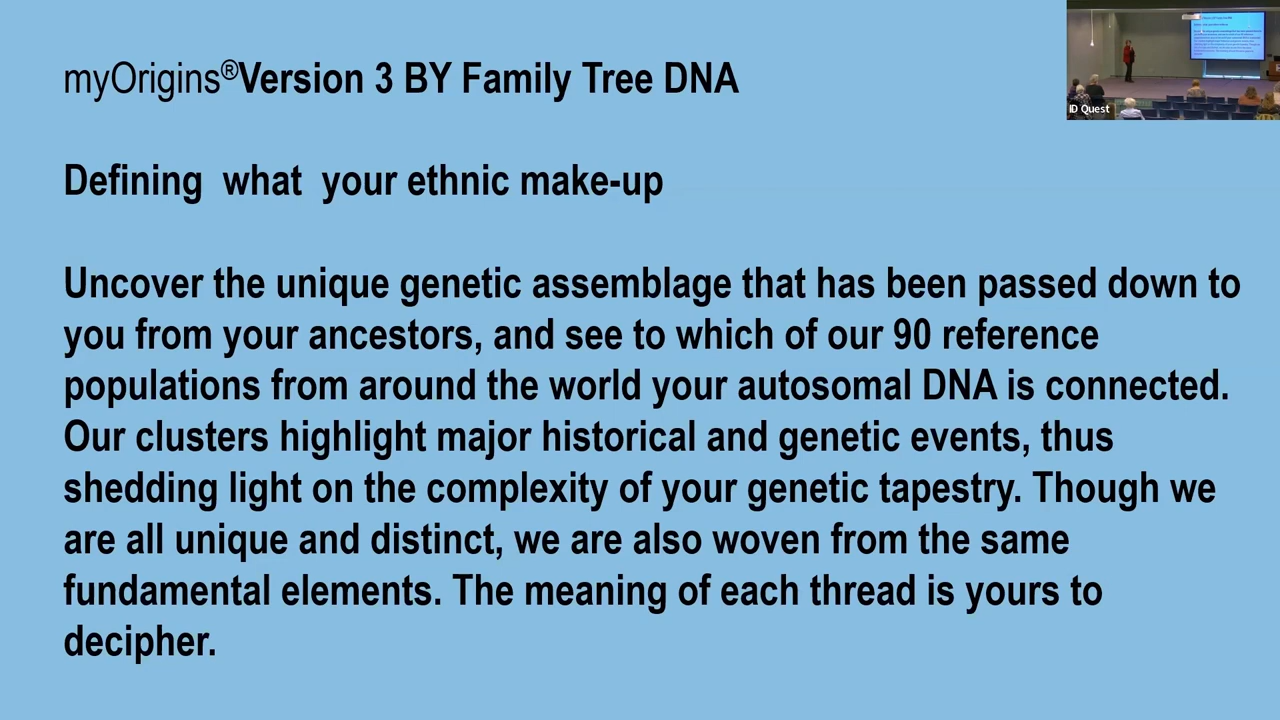 myOrigins®Version 3 BY Family Tree DNA
Defining what your ethnic make-up
Uncover the unique genetic assemblage that has been passed down to
you from your ancestors, and see to which of our 90 reference
populations from around the world your autosomal DNA is connected.
Our clusters highlight major historical and genetic events, thus
shedding light on the complexity of your genetic tapestry. Though we
are all unique and distinct, we are also woven from the same
fundamental elements. The meaning of each thread is yours to
decipher.
ID Quest